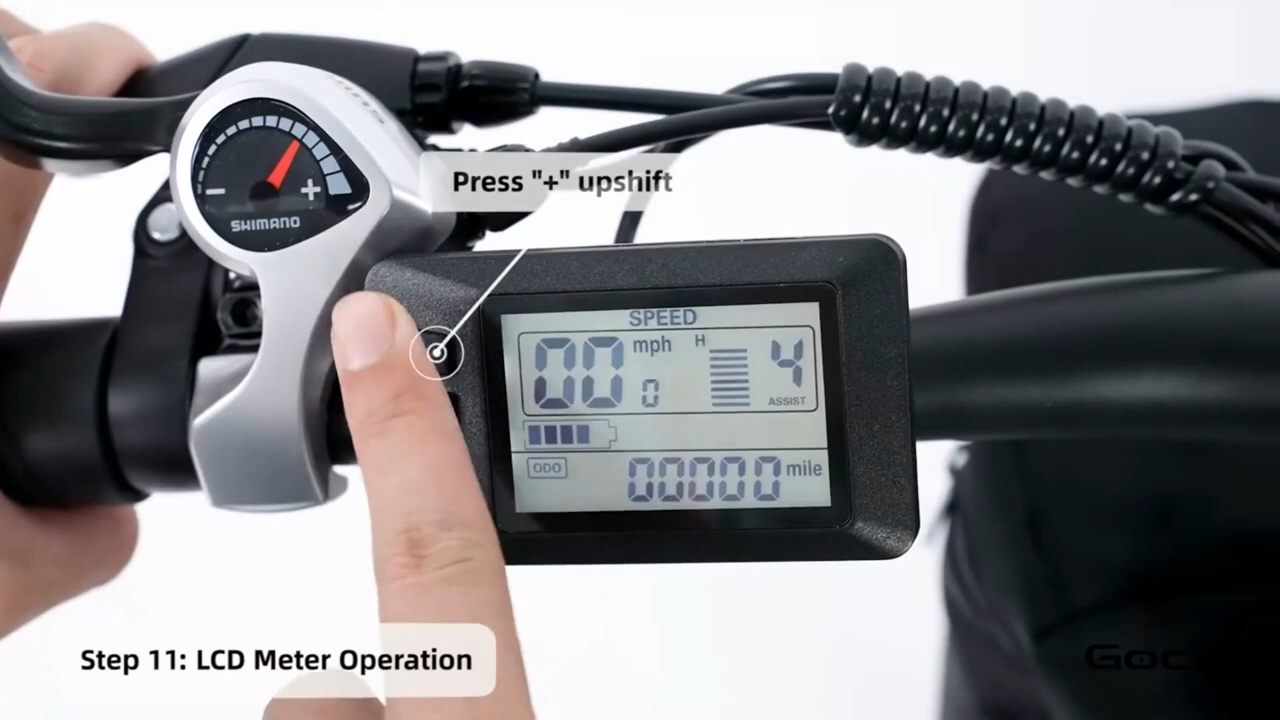 SHIMANO
Press "+" upshift
SPEED
00 mph
0
H
4
ASSIST
ODO
00000 mile
Step 11: LCD Meter Operation